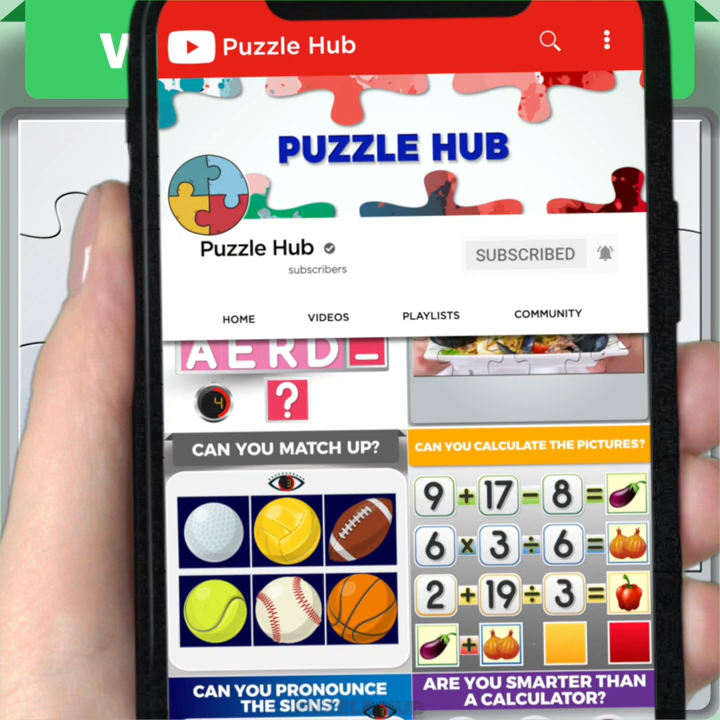 W
Puzzle Hub
PUZZLE HUB
Puzzle Hub
subscribers
SUBSCRIBED
HOME VIDEOS PLAYLISTS COMMUNITY
AERD_
4
?
CAN YOU MATCH UP?
CAN YOU CALCULATE THE PICTURES?
9 + 17 - 8 =
6 x 3 ÷ 6 =
2 + 19 ÷ 3 =
+
CAN YOU PRONOUNCE
THE SIGNS?
ARE YOU SMARTER THAN
A CALCULATOR?